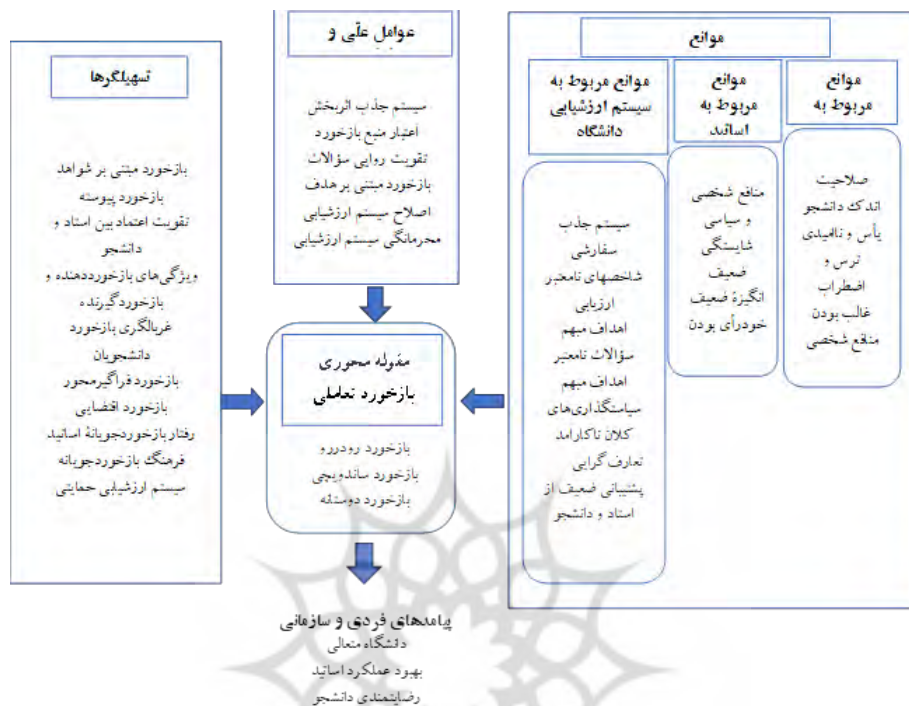 موانع
موانع
مربوط به
صلاحیت
اندک دانشجو
یأس و ناامیدی
ترس و
اضطراب
غالب بودن
منافع شخصی
موانع
مربوط به
اساتید
منافع شخصی
و سیاسی
شایستگی
ضعیف
انگیزهٔ ضعیف
خودرأی بودن
موانع مربوط به
سیستم ارزشیابی
دانشگاه
سیستم جذب
سفارشی
شاخصهای نامعتبر
ارزیابی
اهداف مبهم
سؤالات نامعتبر
اهداف مبهم
سیاستگذاری‌های
کلان ناکارامد
تعارف گرایی
پشتیبانی ضعیف از
استاد و دانشجو
عوامل علّی و
سیستم جذب اثربخش
اعتبار منبع بازخورد
تقویت روایی سؤالات
بازخورد مبتنی بر هدف
اصلاح سیستم ارزشیابی
محرمانگی سیستم ارزشیابی
مقوله محوری
بازخورد تعاملی
بازخورد رودررو
بازخورد ساندویچی
بازخورد دوستانه
تسهیلگرها
بازخورد مبتنی بر شواهد
بازخورد پیوسته
تقویت اعتماد بین استاد و
دانشجو
ویژگی‌های بازخورددهنده و
بازخوردگیرنده
غربالگری بازخورد
دانشجویان
بازخورد فراگیرمحور
بازخورد اقتضایی
رفتار بازخوردجویانهٔ اساتید
فرهنگ بازخوردجویانه
سیستم ارزشیابی حمایتی
پیامدهای فردی و سازمانی
دانشگاه متعالی
بهبود عملکرد اساتید
رضایتمندی دانشجو